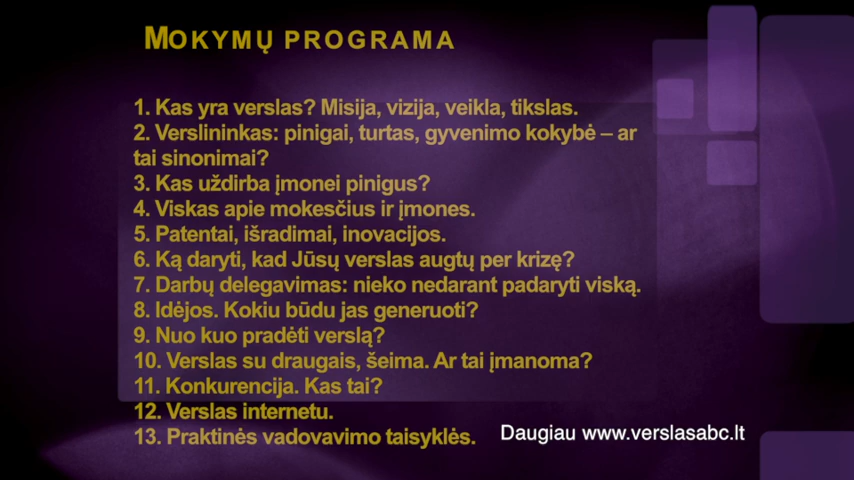 MOKYMŲ PROGRAMA
1. Kas yra verslas? Misija, vizija, veikla, tikslas.
2. Verslininkas: pinigai, turtas, gyvenimo kokybė – ar
tai sinonimai?
3. Kas uždirba įmonei pinigus?
4. Viskas apie mokesčius ir įmones.
5. Patentai, išradimai, inovacijos.
6. Ką daryti, kad Jūsų verslas augtų per krizę?
7. Darbų delegavimas: nieko nedarant padaryti viską.
8. Idėjos. Kokiu būdu jas generuoti?
9. Nuo kuo pradėti verslą?
10. Verslas su draugais, šeima. Ar tai įmanoma?
11. Konkurencija. Kas tai?
12. Verslas internetu.
13. Praktinės vadovavimo taisyklės.
Daugiau www.verslasabc.lt